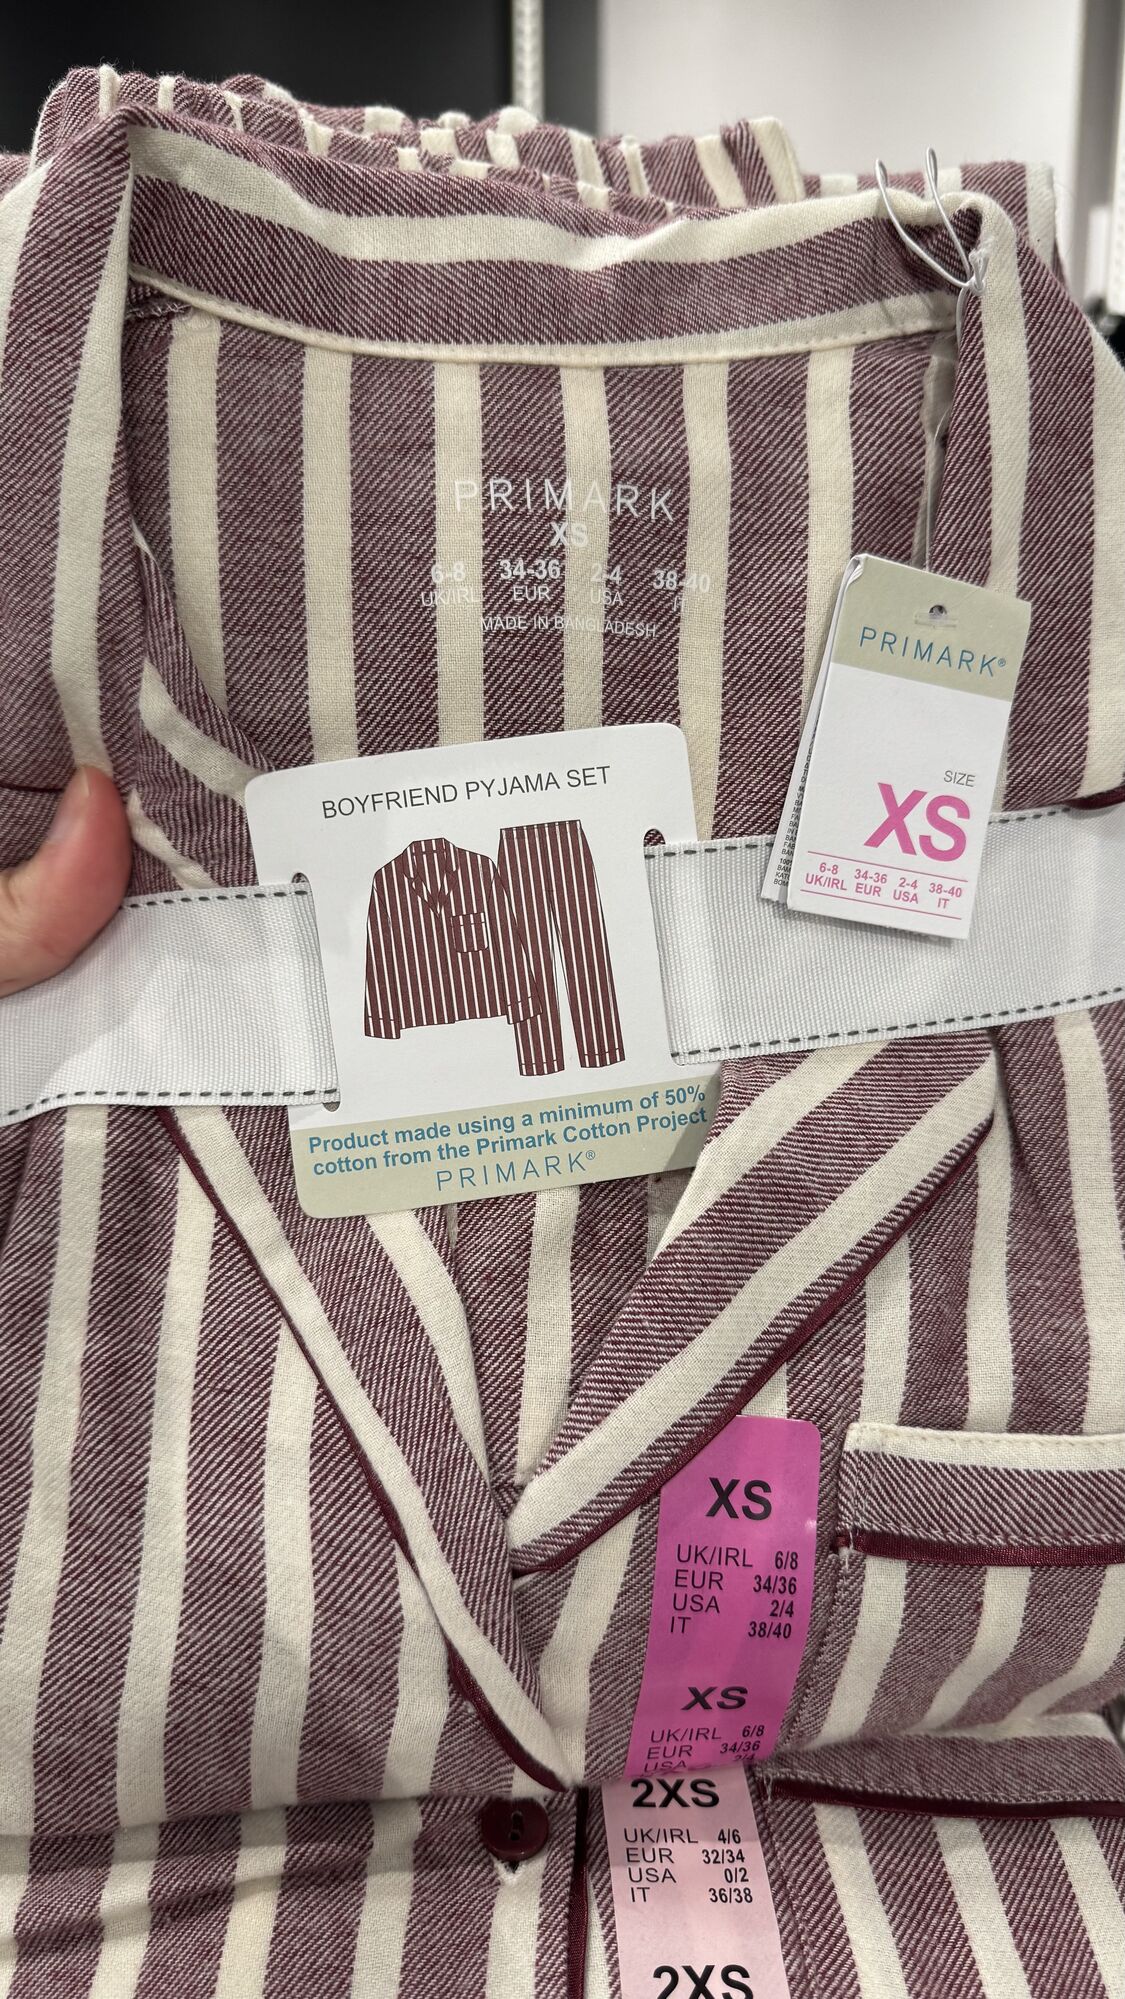 PRIMARK
XS
6-8 34-36 2-4 38-40
UK/IRL EUR USA IT
MADE IN BANGLADESH
PRIMARK®
SIZE
XS
6-8 34-36 2-4 38-40
UK/IRL EUR USA IT
BOYFRIEND PYJAMA SET
Product made using a minimum of 50%
cotton from the Primark Cotton Project
PRIMARK®
XS
UK/IRL 6/8
EUR 34/36
USA 2/4
IT 38/40
XS
UK/IRL 6/8
EUR 34/36
USA 2/4
2XS
UK/IRL 4/6
EUR 32/34
USA 0/2
IT 36/38
2XS